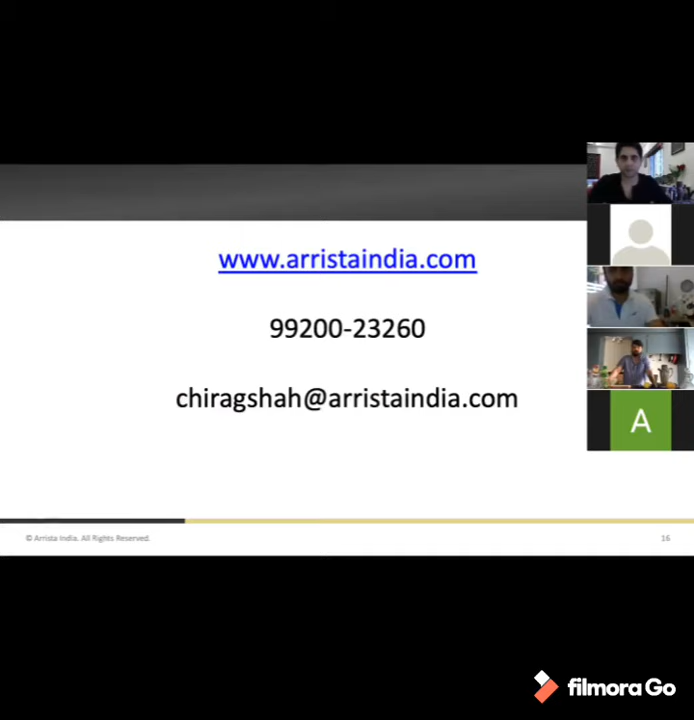 www.arristaindia.com
99200-23260
chiragshah@arristaindia.com
A
© Arrista India. All Rights Reserved.
16
filmora Go